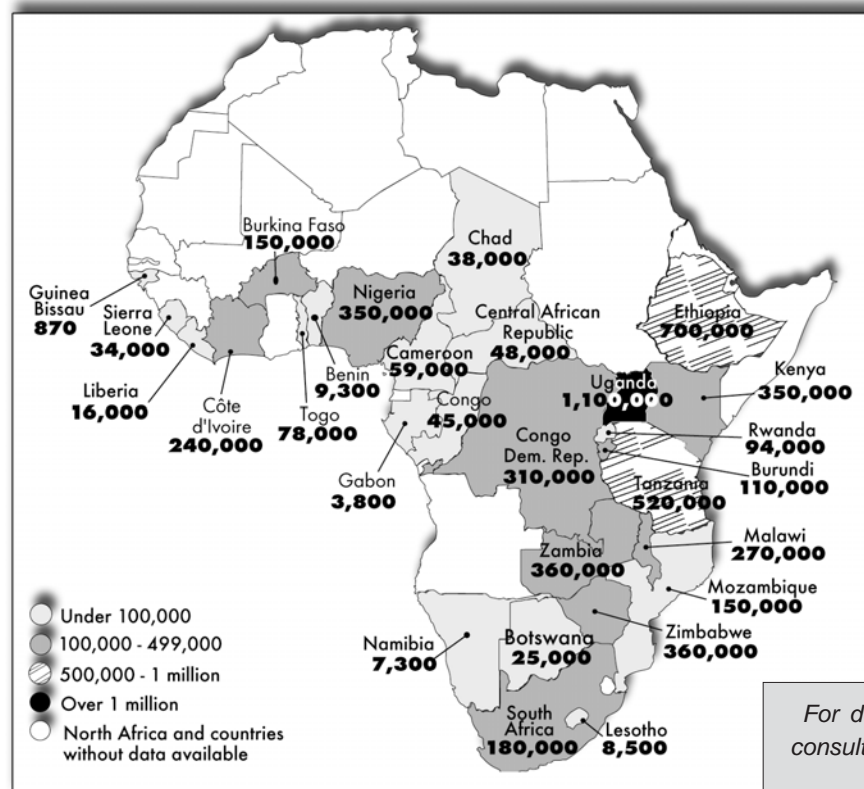 Burkina Faso
150,000
Chad
38,000
Guinea
Bissau
870
Sierra
Leone
34,000
Nigeria
350,000
Ethiopia
700,000
Central African
Republic
48,000
Cameroon
59,000
Benin
9,300
Liberia
16,000
Côte
d'Ivoire
240,000
Togo
78,000
Congo
45,000
Uganda
1,100,000
Kenya
350,000
Rwanda
94,000
Burundi
110,000
Congo
Dem. Rep.
310,000
Gabon
3,800
Tanzania
520,000
Malawi
270,000
Zambia
360,000
Mozambique
150,000
Zimbabwe
360,000
Namibia
7,300
Botswana
25,000
South
Africa
180,000
Lesotho
8,500
Under 100,000
100,000 - 499,000
500,000 - 1 million
Over 1 million
North Africa and countries
without data available
For d
consult